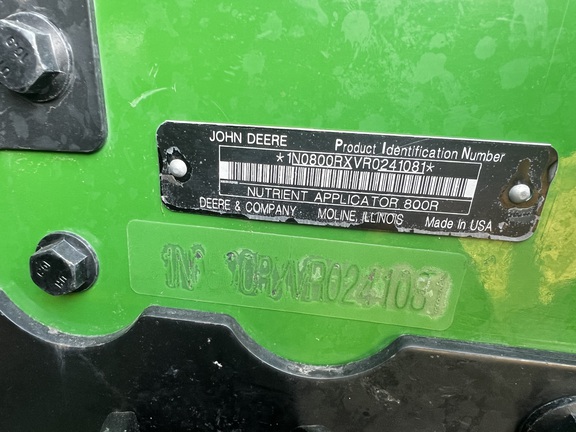 JOHN DEERE Product Identification Number
*1N0800RXVR0241081*
NUTRIENT APPLICATOR 800R
DEERE & COMPANY MOLINE, ILLINOIS Made in USA